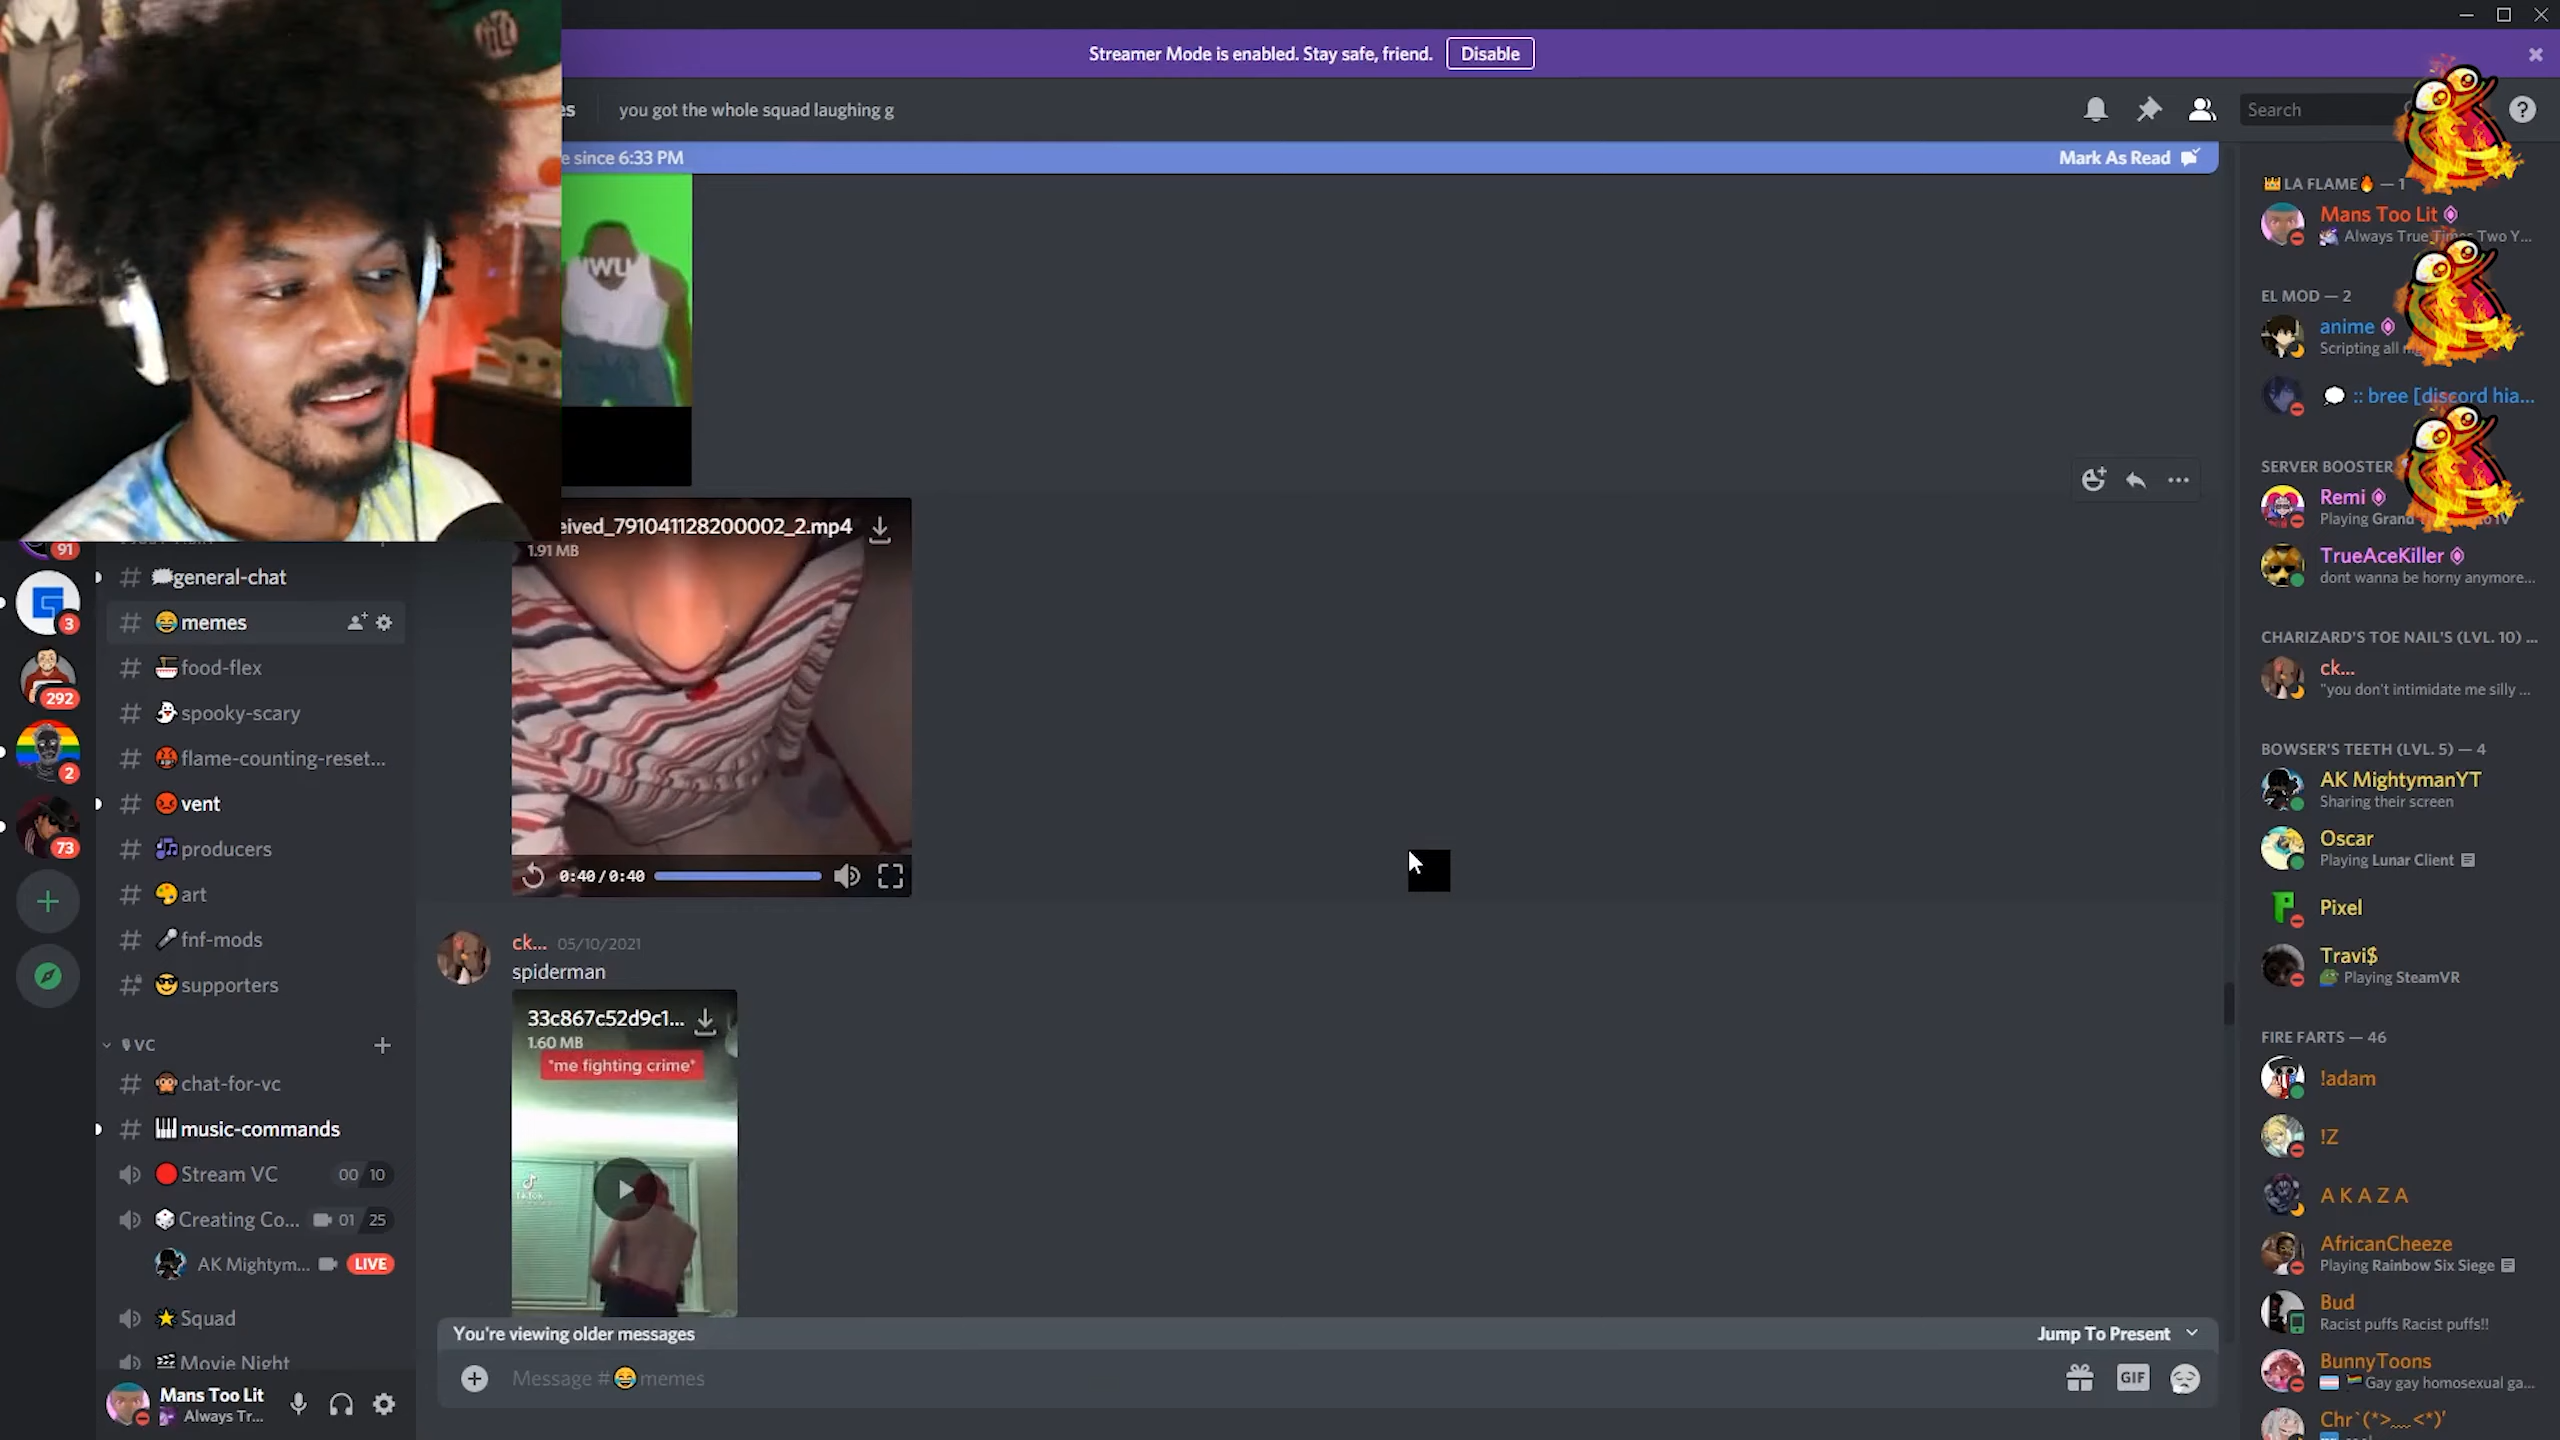 Streamer Mode is enabled. Stay safe, friend. Disable
es you got the whole squad laughing g
Search
e since 6:33 PM Mark As Read
WU
eived_791041128200002_2.mp4
1.91 MB
0:40 / 0:40
ck... 05/10/2021
spiderman
33c867c52d9c1...
1.60 MB
*me fighting crime*
TikTok
You're viewing older messages Jump To Present
Message #😂memes
GIF
91
3
292
2
73
general-chat
memes
food-flex
spooky-scary
flame-counting-reset...
vent
producers
art
fnf-mods
supporters
VC
chat-for-vc
music-commands
Stream VC 00 10
Creating Co... 01 25
AK Mightym... LIVE
Squad
Movie Night
Mans Too Lit
Always Tr...
LA FLAME🔥 — 1
Mans Too Lit
Always True Times Two Y...
EL MOD — 2
anime
Scripting all
:: bree [discord hia...
SERVER BOOSTER
Remi
Playing Grand
TrueAceKiller
dont wanna be horny anymore...
CHARIZARD'S TOE NAIL'S (LVL. 10) ...
ck...
"you don't intimidate me silly ...
BOWSER'S TEETH (LVL. 5) — 4
AK MightymanYT
Sharing their screen
Oscar
Playing Lunar Client
Pixel
Travi$
Playing SteamVR
FIRE FARTS — 46
!adam
!Z
A K A Z A
AfricanCheeze
Playing Rainbow Six Siege
Bud
Racist puffs Racist puffs!!
BunnyToons
Gay gay homosexual ga...
Chr`(*>﹏<*)′